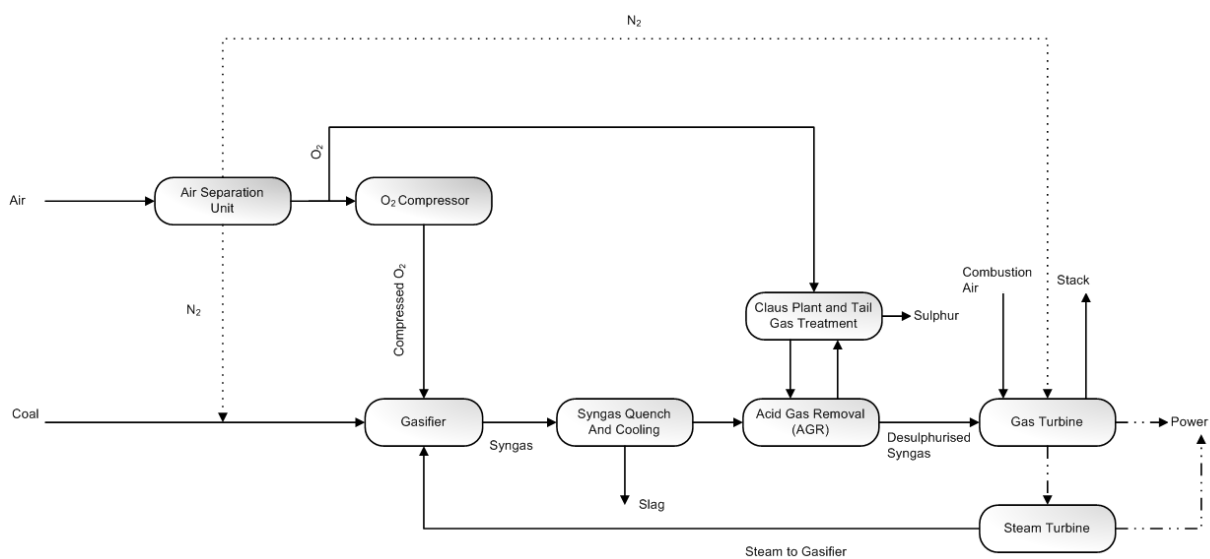 N₂
O₂
Air Separation
Unit
O₂ Compressor
Air
Compressed O₂
N₂
Combustion
Air
Stack
Claus Plant and Tail
Gas Treatment
Sulphur
Coal
Gasifier
Syngas
Syngas Quench
And Cooling
Slag
Acid Gas Removal
(AGR)
Desulphurised
Syngas
Gas Turbine
Power
Steam Turbine
Steam to Gasifier